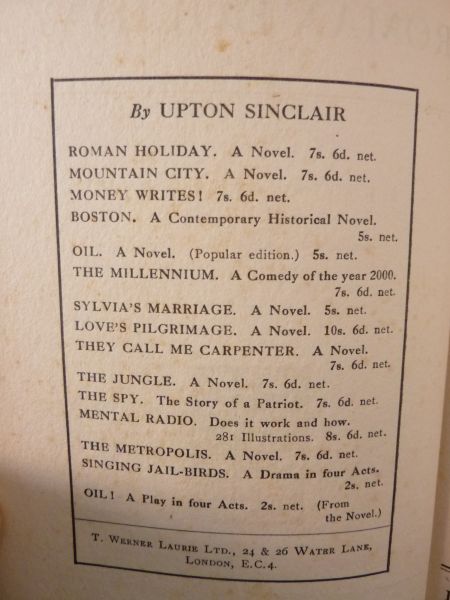 By UPTON SINCLAIR
ROMAN HOLIDAY. A Novel. 7s. 6d. net.
MOUNTAIN CITY. A Novel. 7s. 6d. net.
MONEY WRITES! 7s. 6d. net.
BOSTON. A Contemporary Historical Novel.
5s. net.
OIL. A Novel. (Popular edition.) 5s. net.
THE MILLENNIUM. A Comedy of the year 2000.
7s. 6d. net.
SYLVIA'S MARRIAGE. A Novel. 5s. net.
LOVE'S PILGRIMAGE. A Novel. 10s. 6d. net.
THEY CALL ME CARPENTER. A Novel.
7s. 6d. net.
THE JUNGLE. A Novel. 7s. 6d. net.
THE SPY. The Story of a Patriot. 7s. 6d. net.
MENTAL RADIO. Does it work and how.
281 Illustrations. 8s. 6d. net.
THE METROPOLIS. A Novel. 7s. 6d. net.
SINGING JAIL-BIRDS. A Drama in four Acts.
2s. net.
OIL! A Play in four Acts. 2s. net. (From
the Novel.)
T. WERNER LAURIE LTD., 24 & 26 WATER LANE,
LONDON, E.C.4.